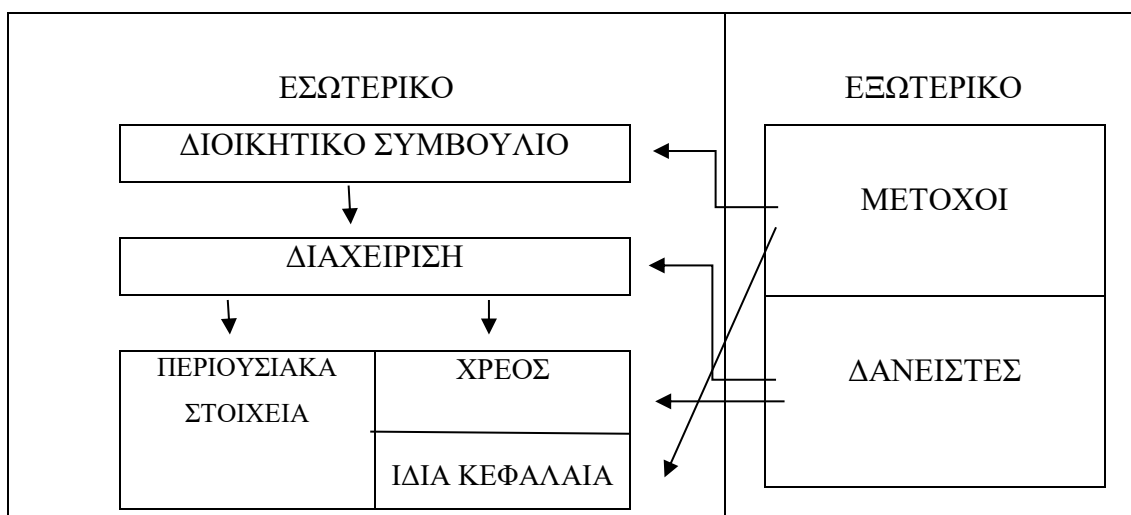 ΕΣΩΤΕΡΙΚΟ
ΕΞΩΤΕΡΙΚΟ
ΔΙΟΙΚΗΤΙΚΟ ΣΥΜΒΟΥΛΙΟ
ΜΕΤΟΧΟΙ
ΔΙΑΧΕΙΡΙΣΗ
ΠΕΡΙΟΥΣΙΑΚΑ
ΣΤΟΙΧΕΙΑ
ΧΡΕΟΣ
ΔΑΝΕΙΣΤΕΣ
ΙΔΙΑ ΚΕΦΑΛΑΙΑ